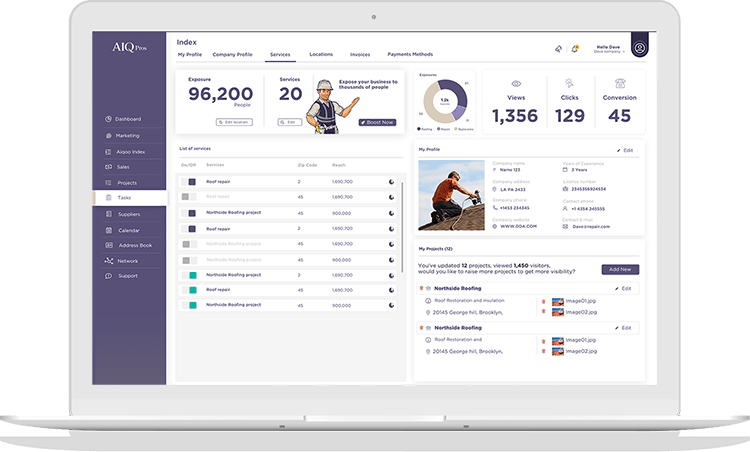 AIQ Pros
Dashboard
Marketing
Aiqoo Index
Sales
Projects
Tasks
Suppliers
Calendar
Address Book
Network
Support
Index
My Profile Company Profile Services Locations Invoices Payments Methods
Hello Dave
Dave company
Exposure
96,200
People
Edit location
Services
20
Edit
Expose your business to
thousands of people
Boost Now
Exposures
1.2k
Roofing Repair
Views
1,356
Clicks
129
Conversion
45
List of services
On/Off Services Zip Code Reach
Roof repair 2 1,690,700
Roof repair 45 1,690,700
Northside Roofing project 45 900,000
Roof repair 2 1,690,700
Northside Roofing project 45 900,000
Northside Roofing project 45 900,000
Northside Roofing project 2 1,690,700
Roof repair 45 1,690,700
Northside Roofing project 45 900,000
My Profile Edit
Company name
Name 123
Years of Experience
3 Years
Company address
LA PA 2433
License number
2345356924534
Company phone
+1453 234345
Contact phone
+1 4354 245555
Company website
WWW.DDA.COM
Contact E-mail
Dave@repair.com
My Projects (12)
You've updated 12 projects, viewed 1,450 visitors,
would you like to raise more projects to get more visibility?
Add New
Northside Roofing Edit
Roof Restoration and insulation
20145 George hill, Brooklyn,
Image01.jpg
Image02.jpg
Northside Roofing Edit
Roof Restoration and
20145 George hill, Brooklyn,
Image01.jpg
Image02.jpg